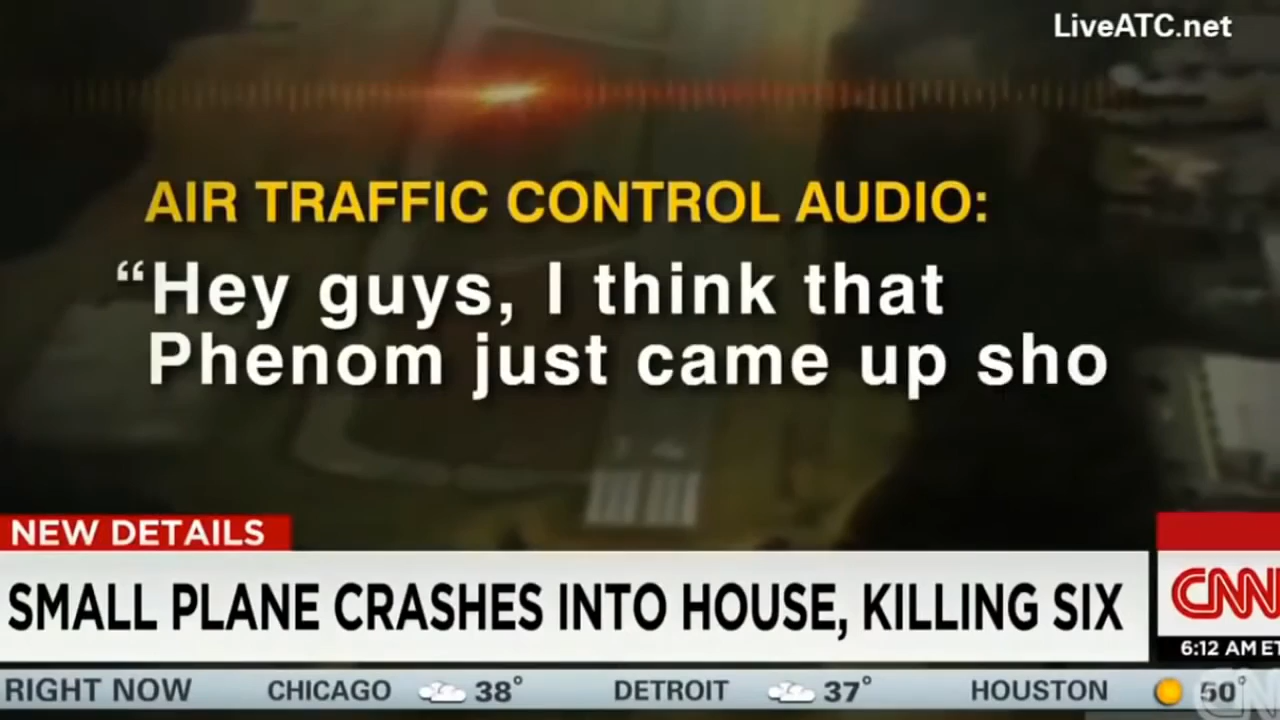 LiveATC.net
AIR TRAFFIC CONTROL AUDIO:
“Hey guys, I think that
Phenom just came up sho
NEW DETAILS
SMALL PLANE CRASHES INTO HOUSE, KILLING SIX
CNN
6:12 AM ET
RIGHT NOW CHICAGO 38° DETROIT 37° HOUSTON 50°
CNN